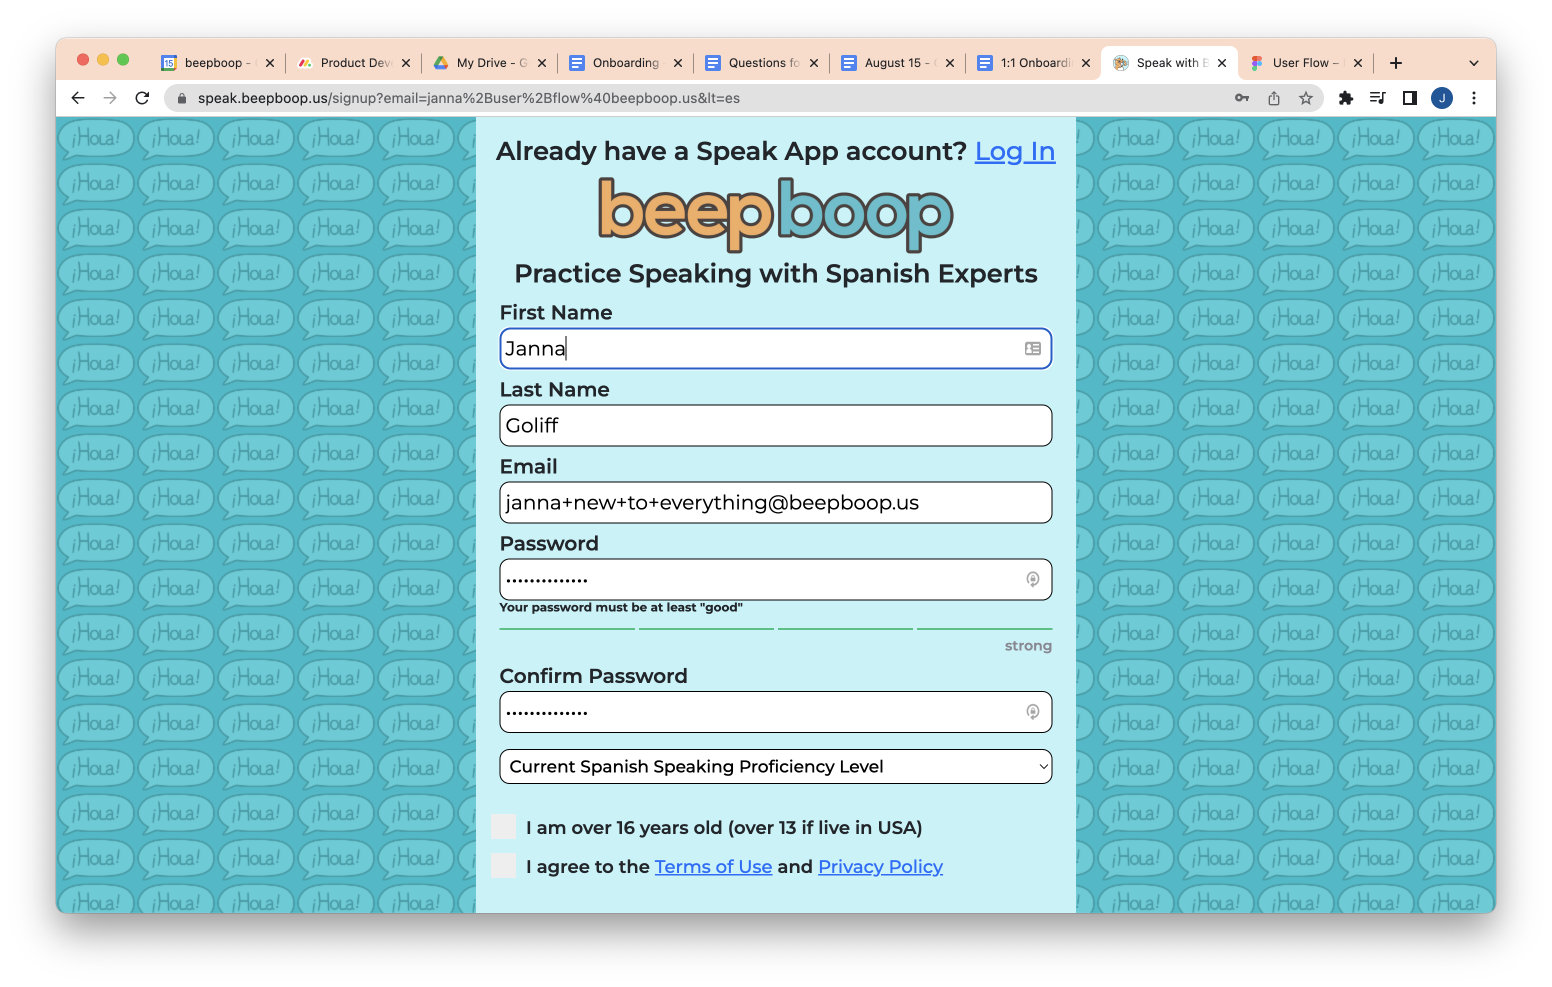 15 beepboop - Product Dev My Drive - G Onboarding Questions fo August 15 - 1:1 Onboardi Speak with B User Flow –
speak.beepboop.us/signup?email=janna%2Buser%2Bflow%40beepboop.us&lt=es J
Already have a Speak App account? Log In
beepboop
Practice Speaking with Spanish Experts
First Name
Janna
Last Name
Goliff
Email
janna+new+to+everything@beepboop.us
Password
••••••••••••••
Your password must be at least "good"
strong
Confirm Password
••••••••••••••
Current Spanish Speaking Proficiency Level
I am over 16 years old (over 13 if live in USA)
I agree to the Terms of Use and Privacy Policy
¡Hola!